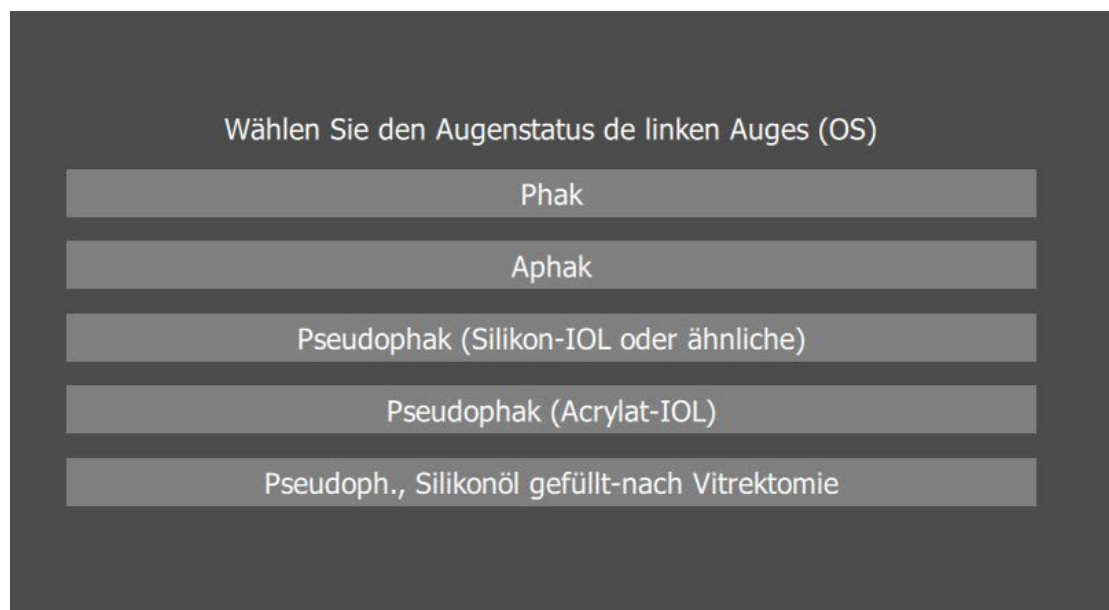 Wählen Sie den Augenstatus de linken Auges (OS)
Phak
Aphak
Pseudophak (Silikon-IOL oder ähnliche)
Pseudophak (Acrylat-IOL)
Pseudoph., Silikonöl gefüllt-nach Vitrektomie